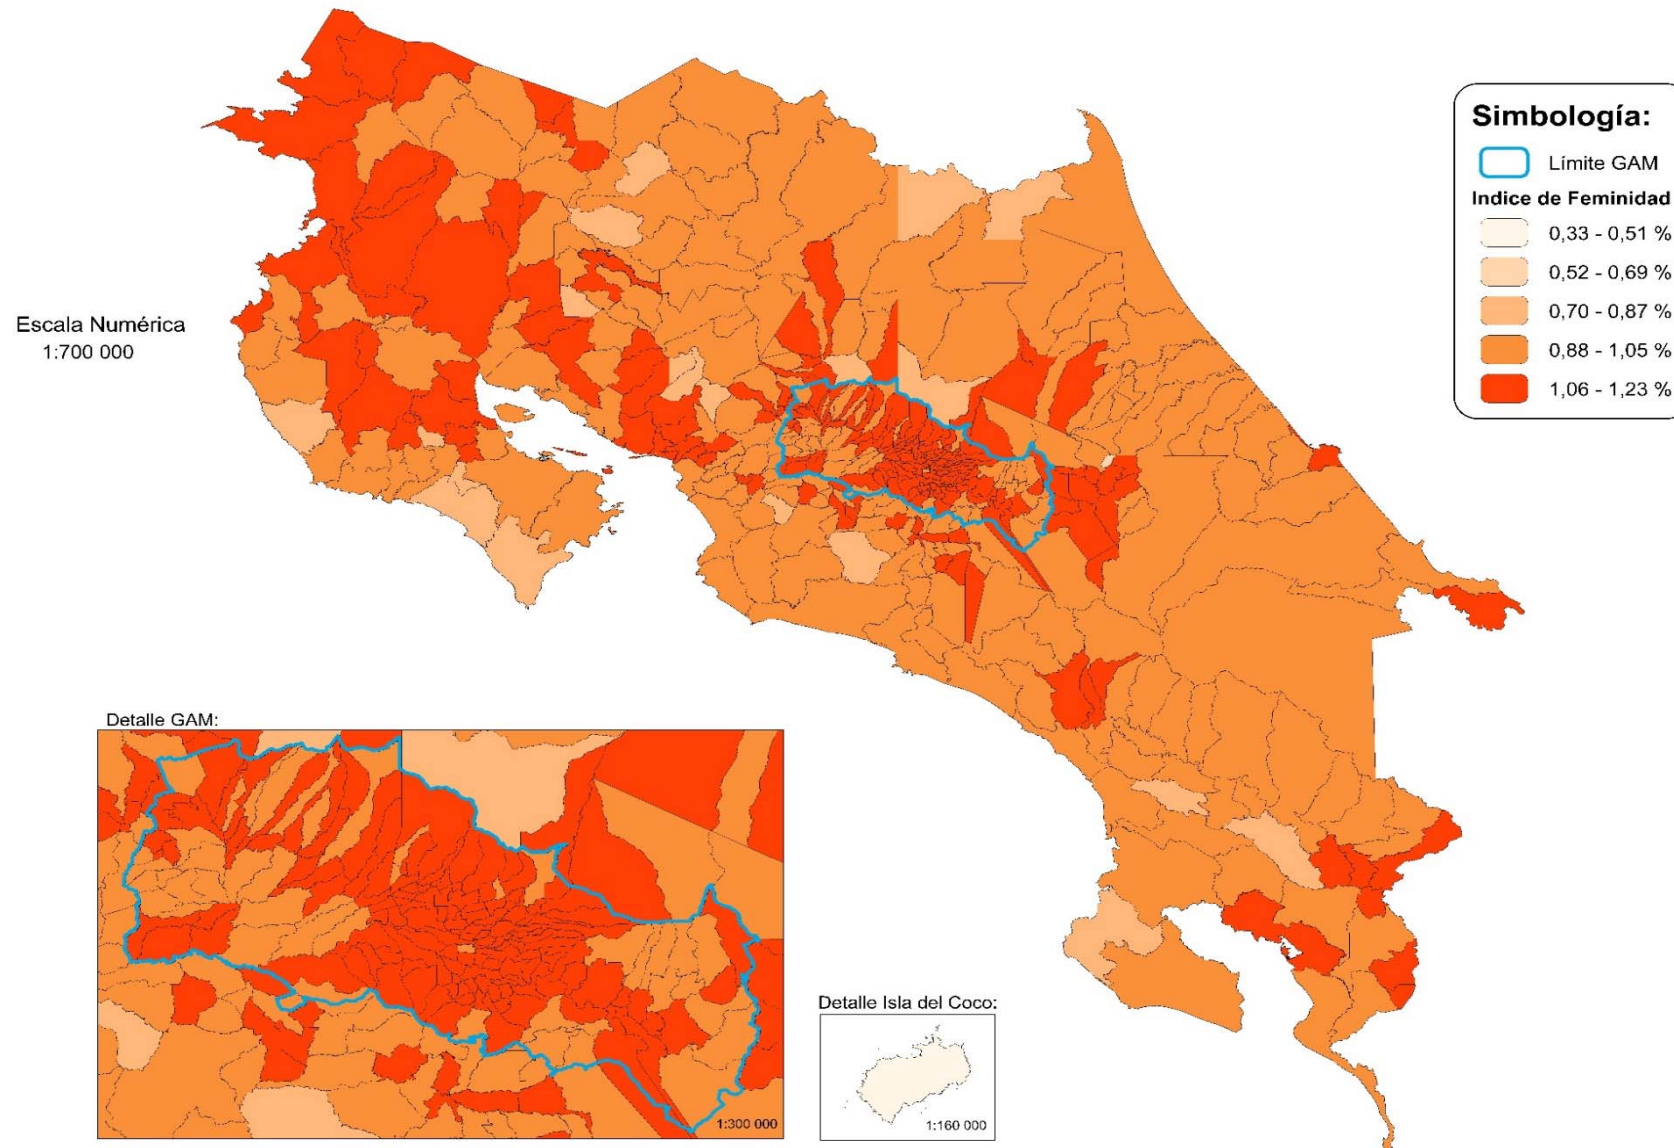 Simbología:
Límite GAM
Indice de Feminidad
0,33 - 0,51 %
0,52 - 0,69 %
0,70 - 0,87 %
0,88 - 1,05 %
1,06 - 1,23 %
Escala Numérica
1:700 000
Detalle GAM:
1:300 000
Detalle Isla del Coco:
1:160 000